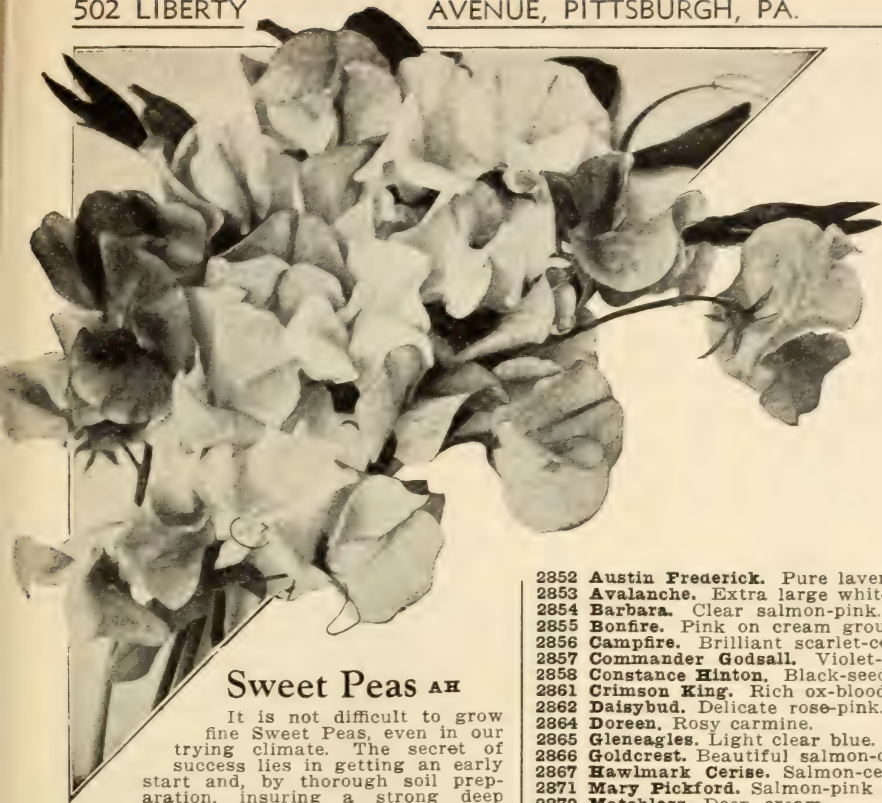 502 LIBERTY AVENUE, PITTSBURGH, PA.
Sweet Peas AH
It is not difficult to grow
fine Sweet Peas, even in our
trying climate. The secret of
success lies in getting an early
start and, by thorough soil prep-
aration, insuring a strong deep
2852 Austin Frederick. Pure laven
2853 Avalanche. Extra large whit
2854 Barbara. Clear salmon-pink.
2855 Bonfire. Pink on cream grou
2856 Campfire. Brilliant scarlet-c
2857 Commander Godsall. Violet-
2858 Constance Hinton. Black-seed
2861 Crimson King. Rich ox-blood
2862 Daisybud. Delicate rose-pink.
2864 Doreen. Rosy carmine.
2865 Gleneagles. Light clear blue.
2866 Goldcrest. Beautiful salmon-
2867 Hawlmark Cerise. Salmon-ce
2871 Mary Pickford. Salmon-pink
Matchless. Deep cream